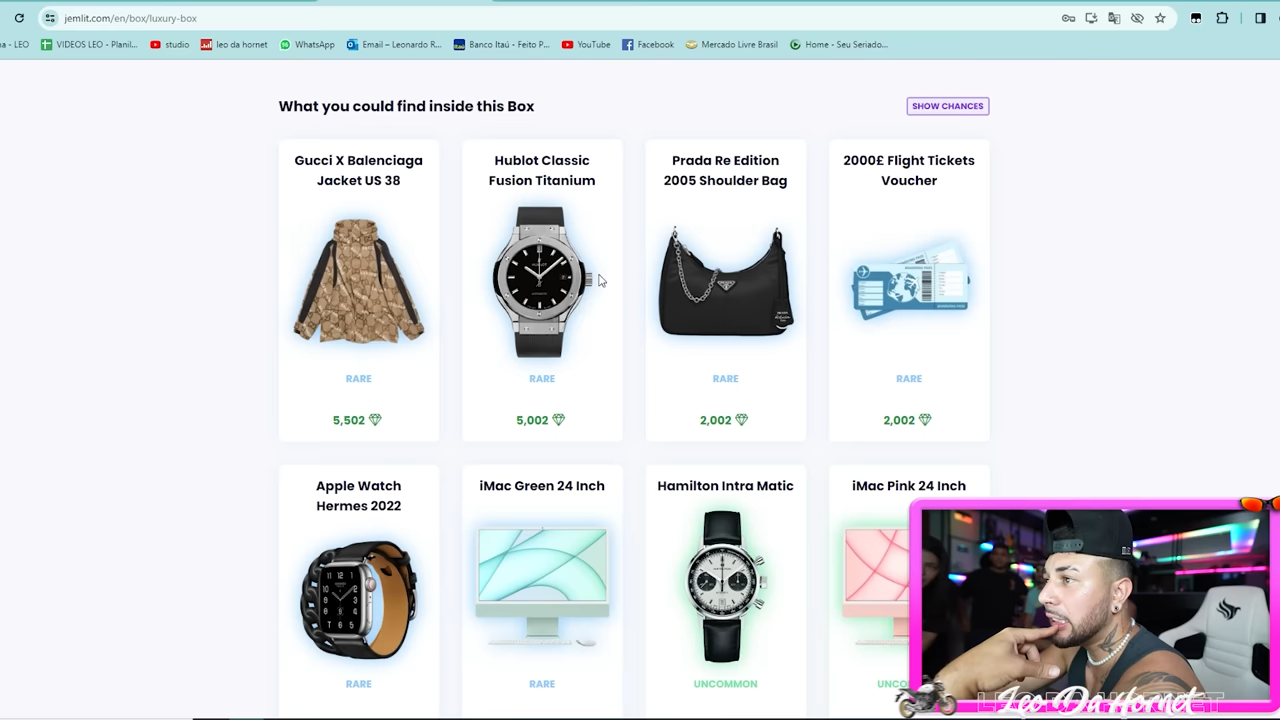 jemlit.com/en/box/luxury-box
a - LEO
VIDEOS LEO - Planil...
studio
leo da hornet
WhatsApp
Email – Leonardo R...
Banco Itaú - Feito P...
YouTube
Facebook
Mercado Livre Brasil
Home - Seu Seriado...
What you could find inside this Box
SHOW CHANCES
Gucci X Balenciaga
Jacket US 38
RARE
5,502
Hublot Classic
Fusion Titanium
RARE
5,002
Prada Re Edition
2005 Shoulder Bag
RARE
2,002
2000£ Flight Tickets
Voucher
RARE
2,002
Apple Watch
Hermes 2022
RARE
iMac Green 24 Inch
RARE
Hamilton Intra Matic
UNCOMMON
iMac Pink 24 Inch
UNCO
Leo Da Hornet